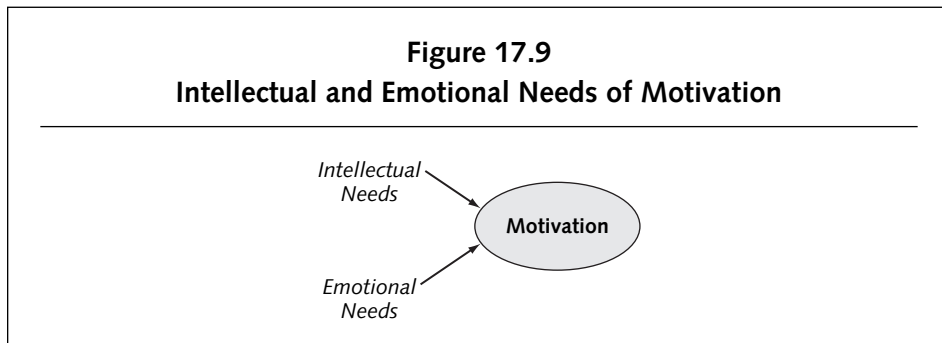 Figure 17.9
Intellectual and Emotional Needs of Motivation
Intellectual
Needs
Motivation
Emotional
Needs